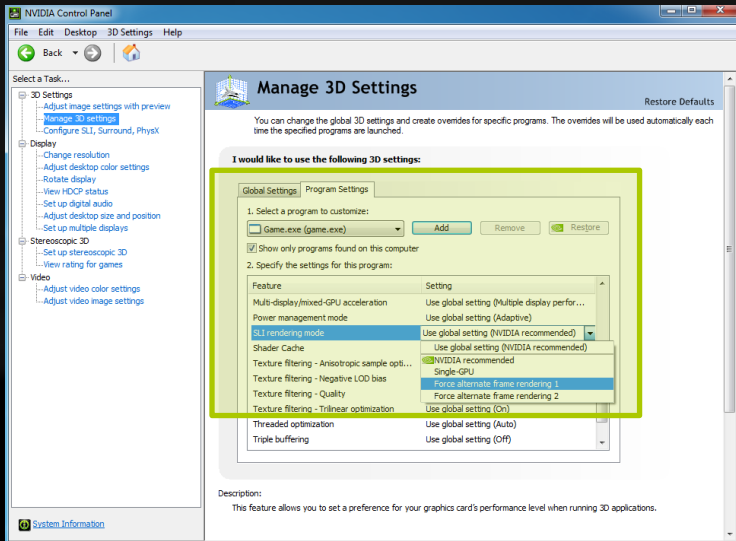 NVIDIA Control Panel
File Edit Desktop 3D Settings Help
Back
Select a Task...
3D Settings
Adjust image settings with preview
Manage 3D settings
Configure SLI, Surround, PhysX
Display
Change resolution
Adjust desktop color settings
Rotate display
View HDCP status
Set up digital audio
Adjust desktop size and position
Set up multiple displays
Stereoscopic 3D
Set up stereoscopic 3D
View rating for games
Video
Adjust video color settings
Adjust video image settings
System Information
Manage 3D Settings
Restore Defaults
You can change the global 3D settings and create overrides for specific programs. The overrides will be used automatically each
time the specified programs are launched.
I would like to use the following 3D settings:
Global Settings Program Settings
1. Select a program to customize:
Game.exe (game.exe) Add Remove Restore
Show only programs found on this computer
2. Specify the settings for this program:
Feature Setting
Multi-display/mixed-GPU acceleration Use global setting (Multiple display perfor...
Power management mode Use global setting (Adaptive)
SLI rendering mode Use global setting (NVIDIA recommended)
Shader Cache Use global setting (NVIDIA recommended)
NVIDIA recommended
Texture filtering - Anisotropic sample opti... Single-GPU
Texture filtering - Negative LOD bias Force alternate frame rendering 1
Texture filtering - Quality Force alternate frame rendering 2
Texture filtering - Trilinear optimization Use global setting (On)
Threaded optimization Use global setting (Auto)
Triple buffering Use global setting (Off)
Description:
This feature allows you to set a preference for your graphics card's performance level when running 3D applications.